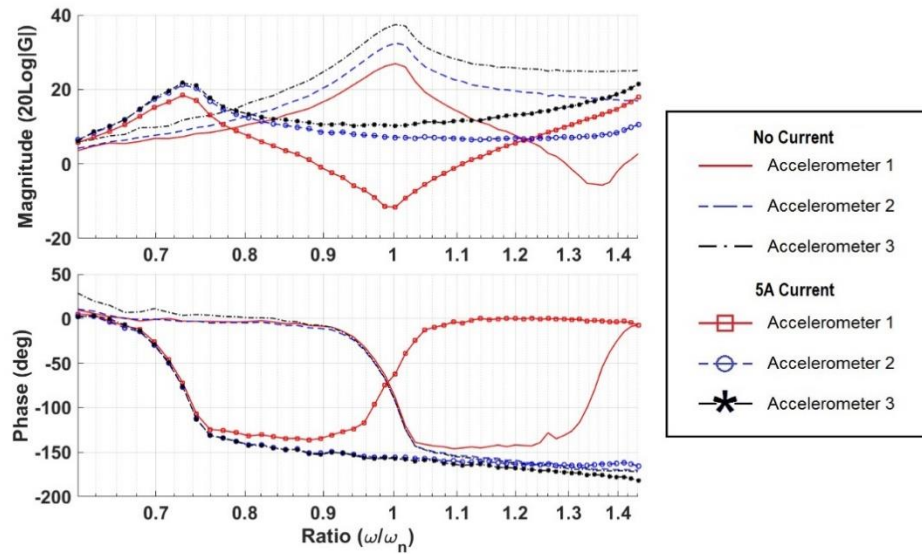 Magnitude (20Log|G|)
40
20
0
-20
0.7
0.8
0.9
1
1.1
1.2
1.3
1.4
Phase (deg)
50
0
-50
-100
-150
-200
0.7
0.8
0.9
1
1.1
1.2
1.3
1.4
Ratio (ω/ωn)
No Current
Accelerometer 1
Accelerometer 2
Accelerometer 3
5A Current
Accelerometer 1
Accelerometer 2
Accelerometer 3